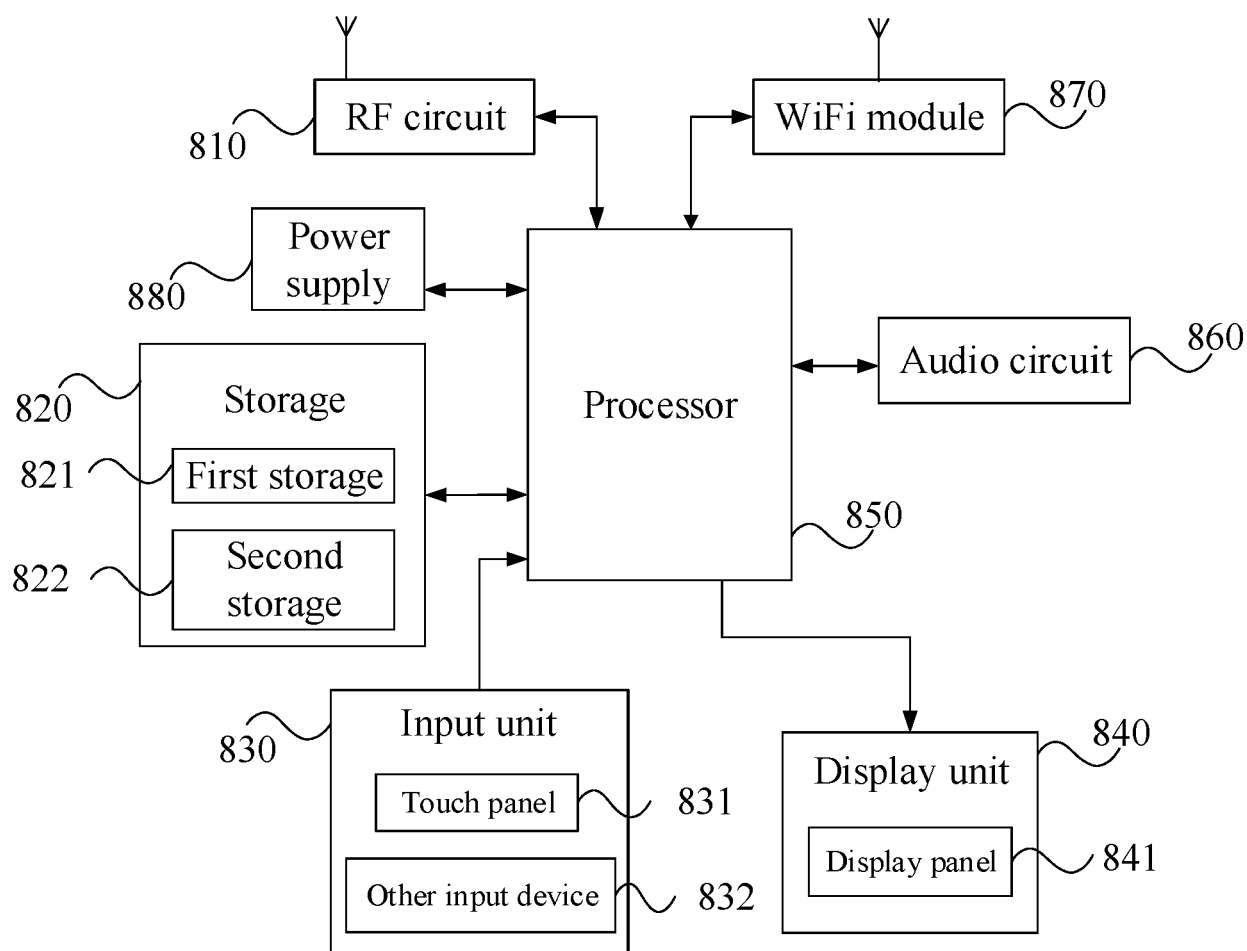 RF circuit
810
WiFi module
870
Power
supply
880
Processor
850
Audio circuit
860
820
Storage
821
First storage
822
Second
storage
830
Input unit
Touch panel
831
Other input device
832
840
Display unit
Display panel
841